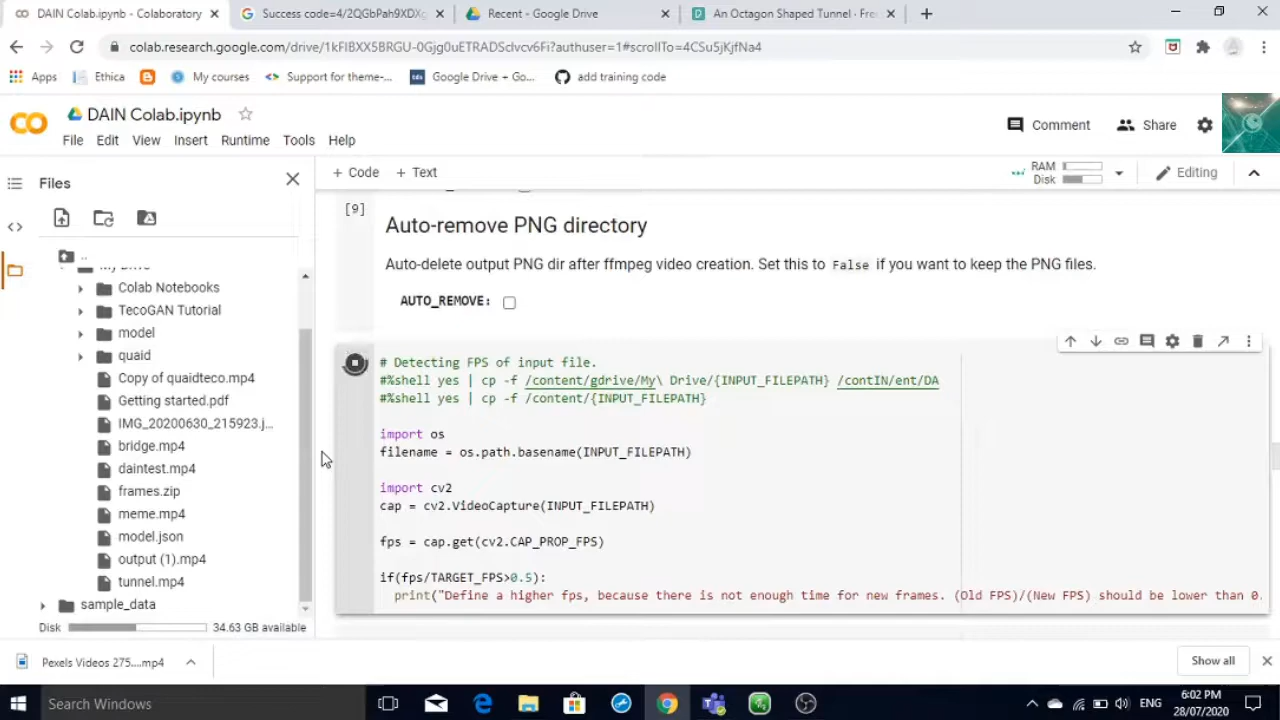 DAIN Colab.ipynb - Colaboratory
Success code=4/2QGbPah9XDXg
Recent - Google Drive
An Octagon Shaped Tunnel · Free
colab.research.google.com/drive/1kFlBXX5BRGU-0Gjg0uETRADSclvcv6Fi?authuser=1#scrollTo=4CSu5jKjfNa4
Apps Ethica My courses Support for theme-... tds Google Drive + Go... add training code
DAIN Colab.ipynb
File Edit View Insert Runtime Tools Help
Comment Share
Files
+ Code + Text
RAM
Disk
Editing
..
My Drive
Colab Notebooks
TecoGAN Tutorial
model
quaid
Copy of quaidteco.mp4
Getting started.pdf
IMG_20200630_215923.j...
bridge.mp4
daintest.mp4
frames.zip
meme.mp4
model.json
output (1).mp4
tunnel.mp4
sample_data
Disk 34.63 GB available
[9]
Auto-remove PNG directory
Auto-delete output PNG dir after ffmpeg video creation. Set this to False if you want to keep the PNG files.
AUTO_REMOVE:
# Detecting FPS of input file.
#%shell yes | cp -f /content/gdrive/My\ Drive/{INPUT_FILEPATH} /contIN/ent/DA
#%shell yes | cp -f /content/{INPUT_FILEPATH}
import os
filename = os.path.basename(INPUT_FILEPATH)
import cv2
cap = cv2.VideoCapture(INPUT_FILEPATH)
fps = cap.get(cv2.CAP_PROP_FPS)
if(fps/TARGET_FPS>0.5):
print("Define a higher fps, because there is not enough time for new frames. (Old FPS)/(New FPS) should be lower than 0.
Pexels Videos 275....mp4
Show all
Search Windows
ENG
6:02 PM
28/07/2020